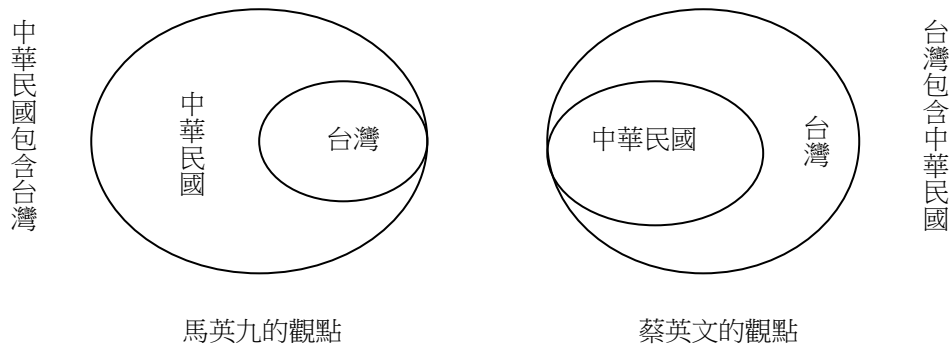 中華民國包含台灣
中華民國
台灣
中華民國
台灣
台灣包含中華民國
馬英九的觀點
蔡英文的觀點